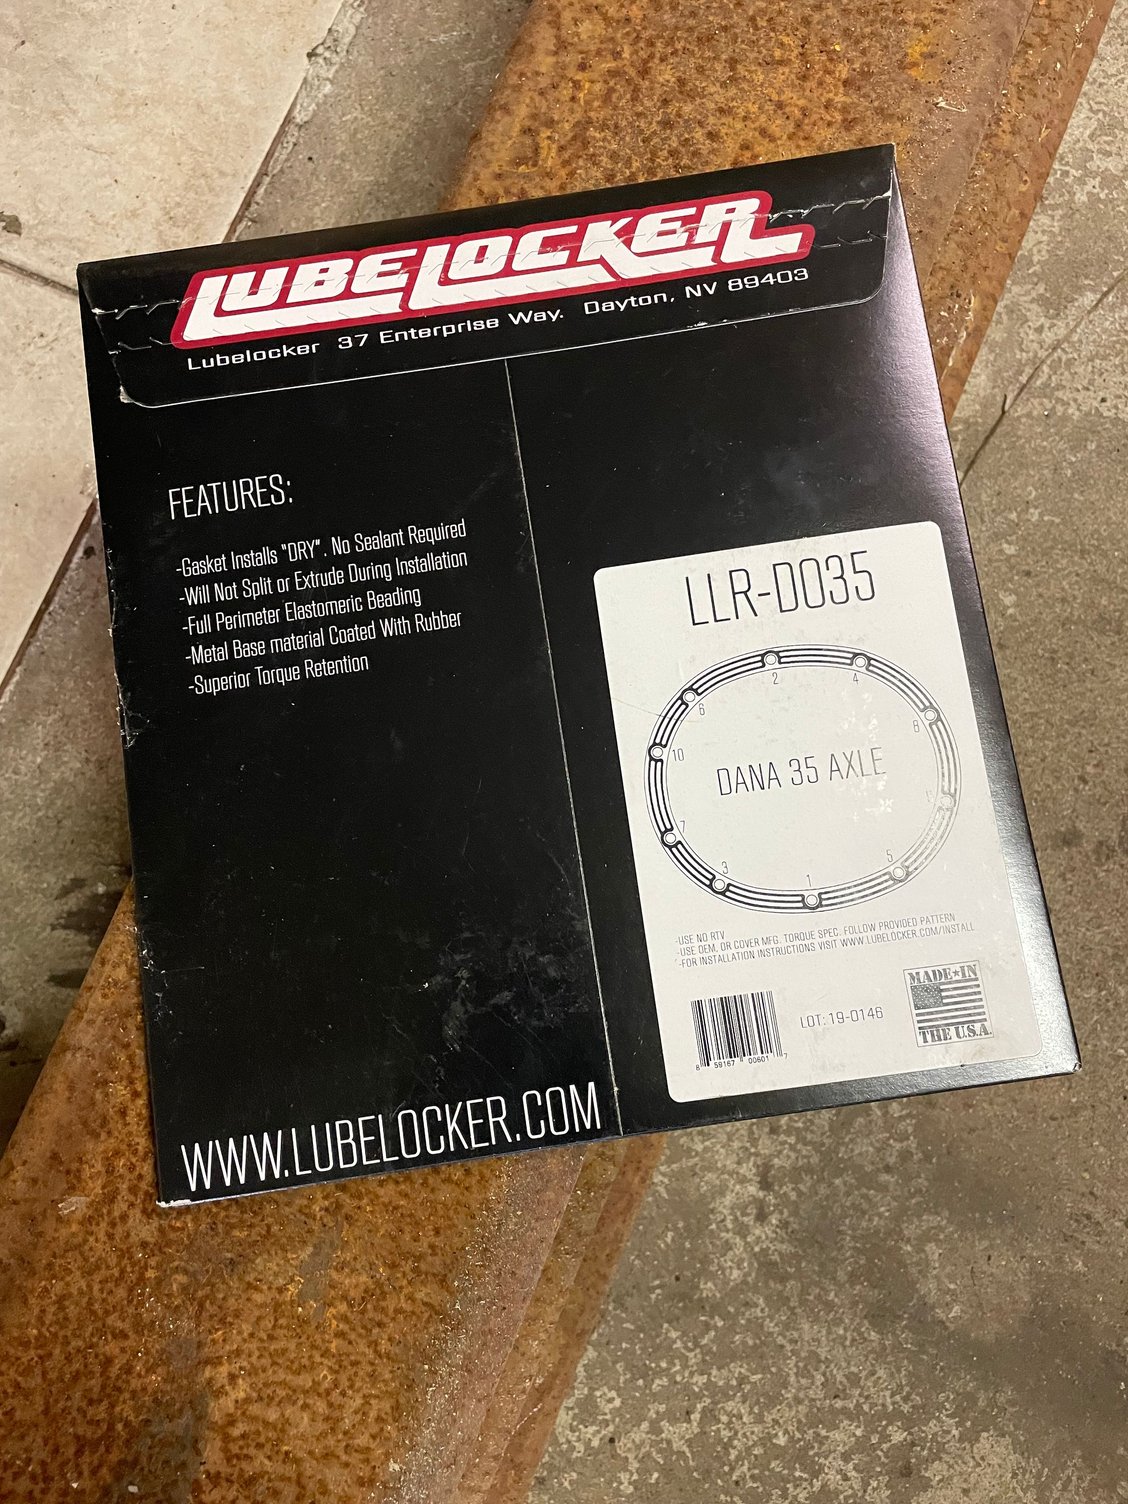 LUBELOCKER
Lubelocker 37 Enterprise Way. Dayton, NV 89403
FEATURES:
-Gasket Installs "DRY". No Sealant Required
-Will Not Split or Extrude During Installation
-Full Perimeter Elastomeric Beading
-Metal Base material Coated With Rubber
-Superior Torque Retention
WWW.LUBELOCKER.COM
LLR-D035
2
4
6
8
10
DANA 35 AXLE
7
3
1
5
-USE NO RTV
-USE OEM, OR COVER MFG. TORQUE SPEC. FOLLOW PROVIDED PATTERN
-FOR INSTALLATION INSTRUCTIONS VISIT WWW.LUBELOCKER.COM/INSTALL
LOT: 19-0146
MADE★IN
THE U.S.A.
8 59167 00601 7